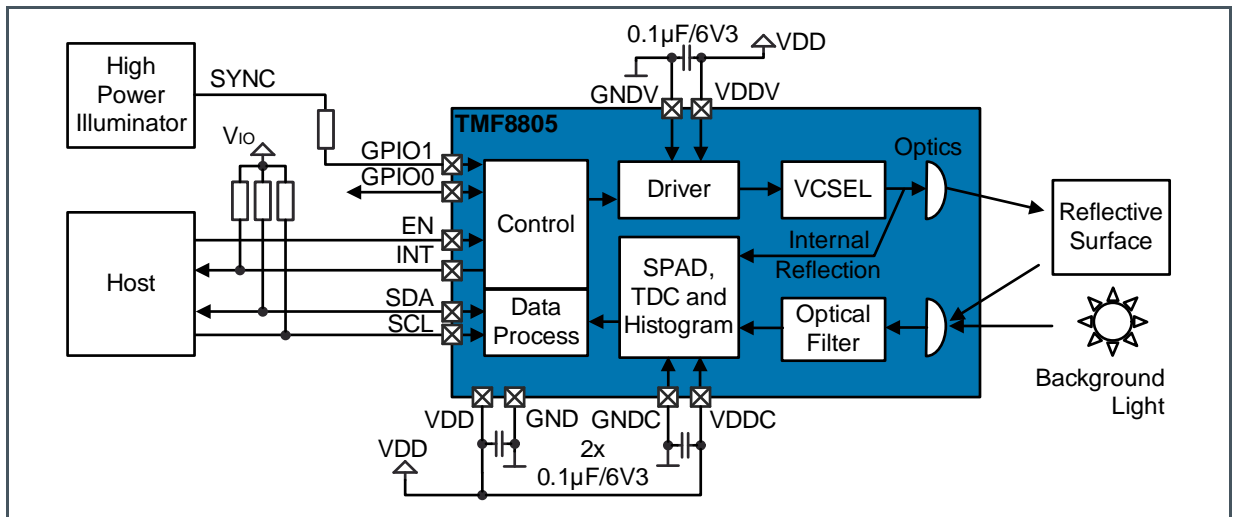 0.1µF/6V3
VDD
High
Power
Illuminator
SYNC
GNDV
VDDV
TMF8805
VIO
GPIO1
GPIO0
Optics
Control
Driver
VCSEL
Reflective
Surface
EN
INT
Internal
Reflection
Host
SPAD,
TDC and
Histogram
SDA
SCL
Data
Process
Optical
Filter
Background
Light
VDD
GND
GNDC
VDDC
VDD
2x
0.1µF/6V3